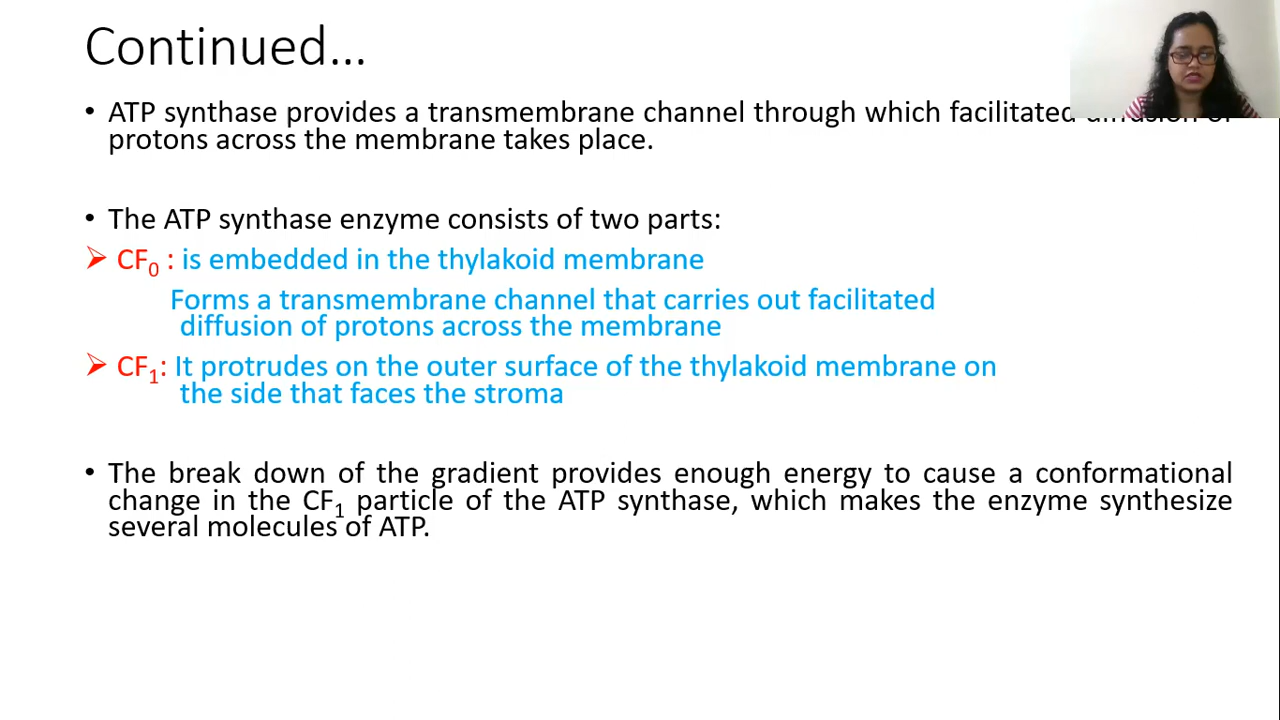 Continued...
• ATP synthase provides a transmembrane channel through which facilitated
protons across the membrane takes place.
• The ATP synthase enzyme consists of two parts:
➢ CF0 : is embedded in the thylakoid membrane
Forms a transmembrane channel that carries out facilitated
diffusion of protons across the membrane
➢ CF1: It protrudes on the outer surface of the thylakoid membrane on
the side that faces the stroma
• The break down of the gradient provides enough energy to cause a conformational
change in the CF1 particle of the ATP synthase, which makes the enzyme synthesize
several molecules of ATP.